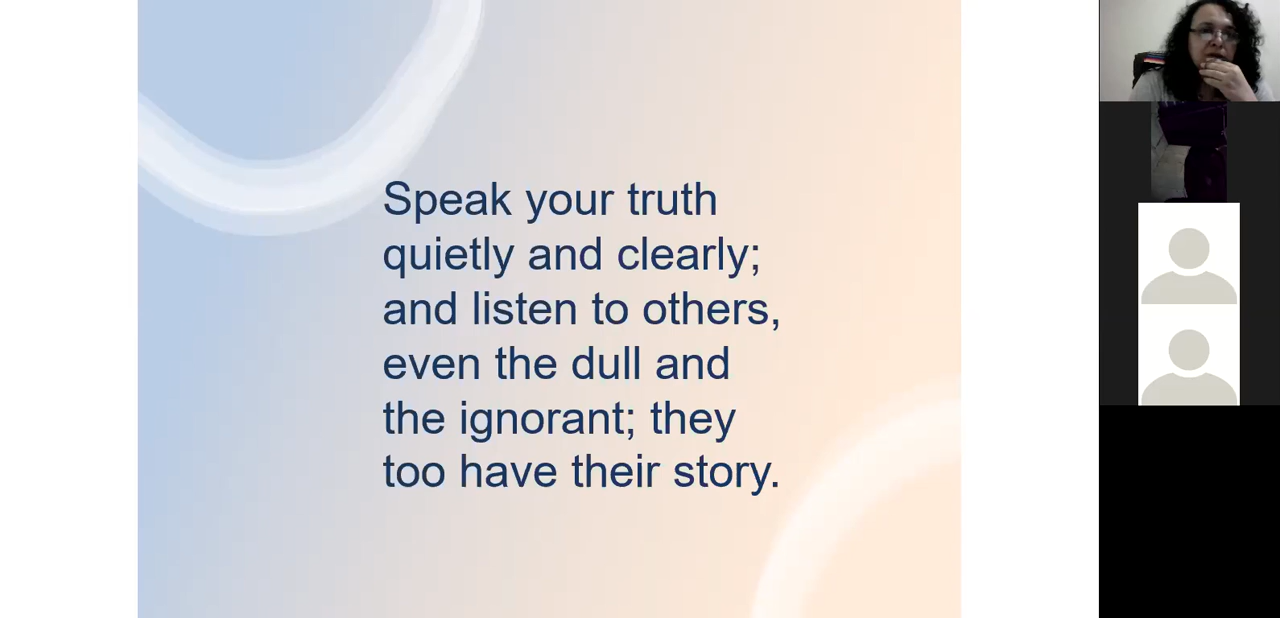 Speak your truth
quietly and clearly;
and listen to others,
even the dull and
the ignorant; they
too have their story.